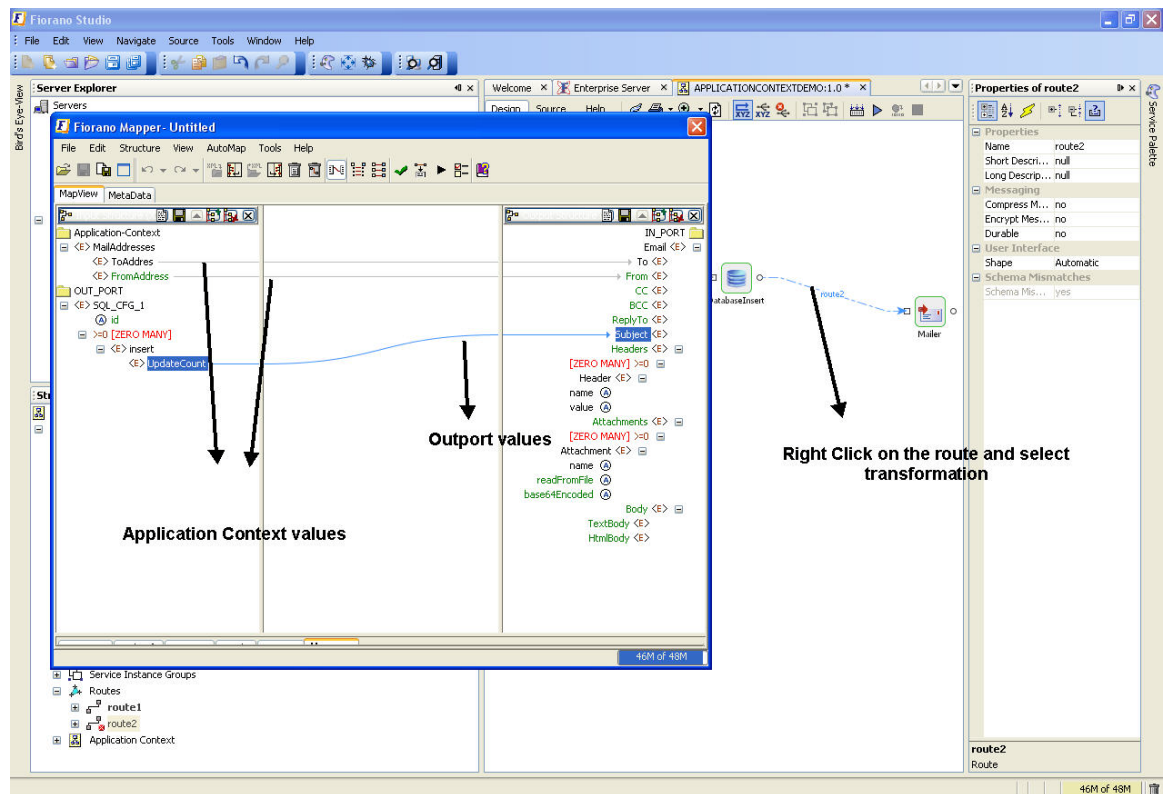 Fiorano Studio
File Edit View Navigate Source Tools Window Help
Bird's Eye-View
Server Explorer
Servers
Welcome Enterprise Server APPLICATIONCONTEXTDEMO:1.0 *
Design Source Help
Fiorano Mapper- Untitled
File Edit Structure View AutoMap Tools Help
MapView MetaData
Application-Context
<E> MailAddresses
<E> ToAddres
<E> FromAddress
OUT_PORT
<E> SQL_CFG_1
id
>=0 [ZERO MANY]
<E> insert
<E> UpdateCount
IN_PORT
Email <E>
To <E>
From <E>
CC <E>
BCC <E>
ReplyTo <E>
Subject <E>
Headers <E>
[ZERO MANY] >=0
Header <E>
name
value
Attachments <E>
[ZERO MANY] >=0
Attachment <E>
name
readFromFile
base64Encoded
Body <E>
TextBody <E>
HtmlBody <E>
Application Context values
Outport values
46M of 48M
Service Instance Groups
Routes
route1
route2
Application Context
atabaseInsert
route2
Mailer
Right Click on the route and select
transformation
Properties of route2
Properties
Name route2
Short Descri... null
Long Descrip... null
Messaging
Compress M... no
Encrypt Mes... no
Durable no
User Interface
Shape Automatic
Schema Mismatches
Schema Mis... yes
Service Palette
route2
Route
46M of 48M